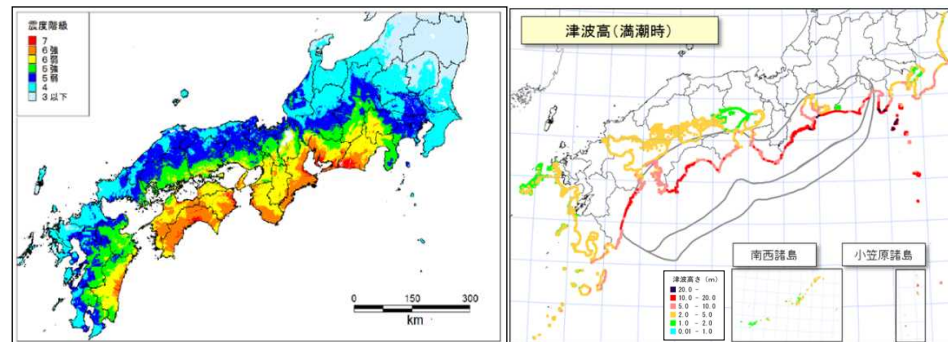 震度階級
7
6強
6弱
5強
5弱
4
3以下
0 150 300
km
津波高(満潮時)
南西諸島
小笠原諸島
津波高さ (m)
20.0 -
10.0 - 20.0
5.0 - 10.0
2.0 - 5.0
1.0 - 2.0
0.01 - 1.0